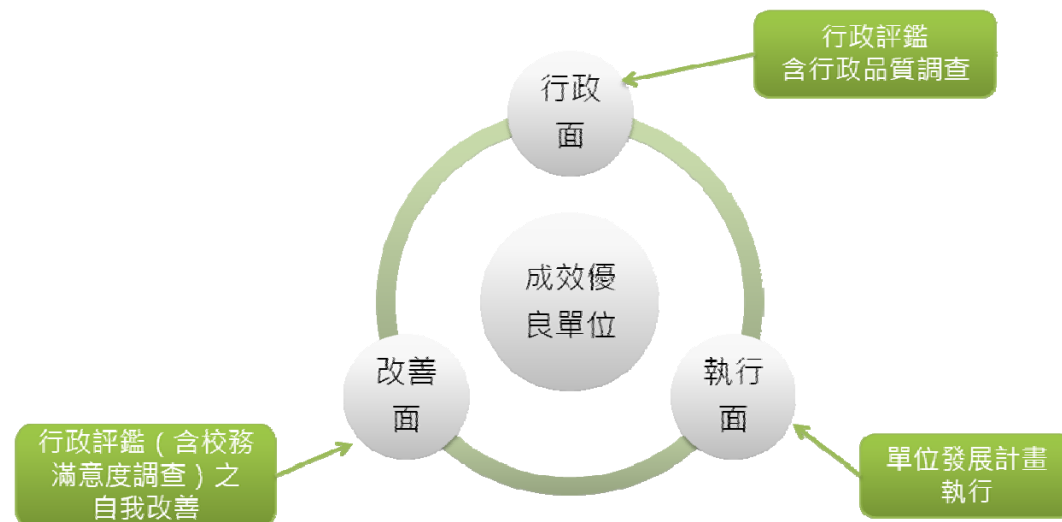 行政評鑑
含行政品質調查
行政
面
成效優
良單位
改善
面
執行
面
行政評鑑（含校務
滿意度調查）之
自我改善
單位發展計畫
執行